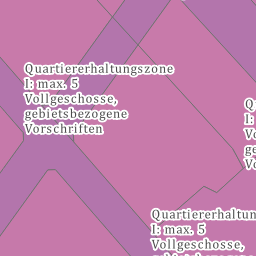 Quartiererhaltungszone
I: max. 5
Vollgeschosse,
gebietsbezogene
Vorschriften
I:
Quartiererhaltun
I: max. 5
Vollgeschosse,